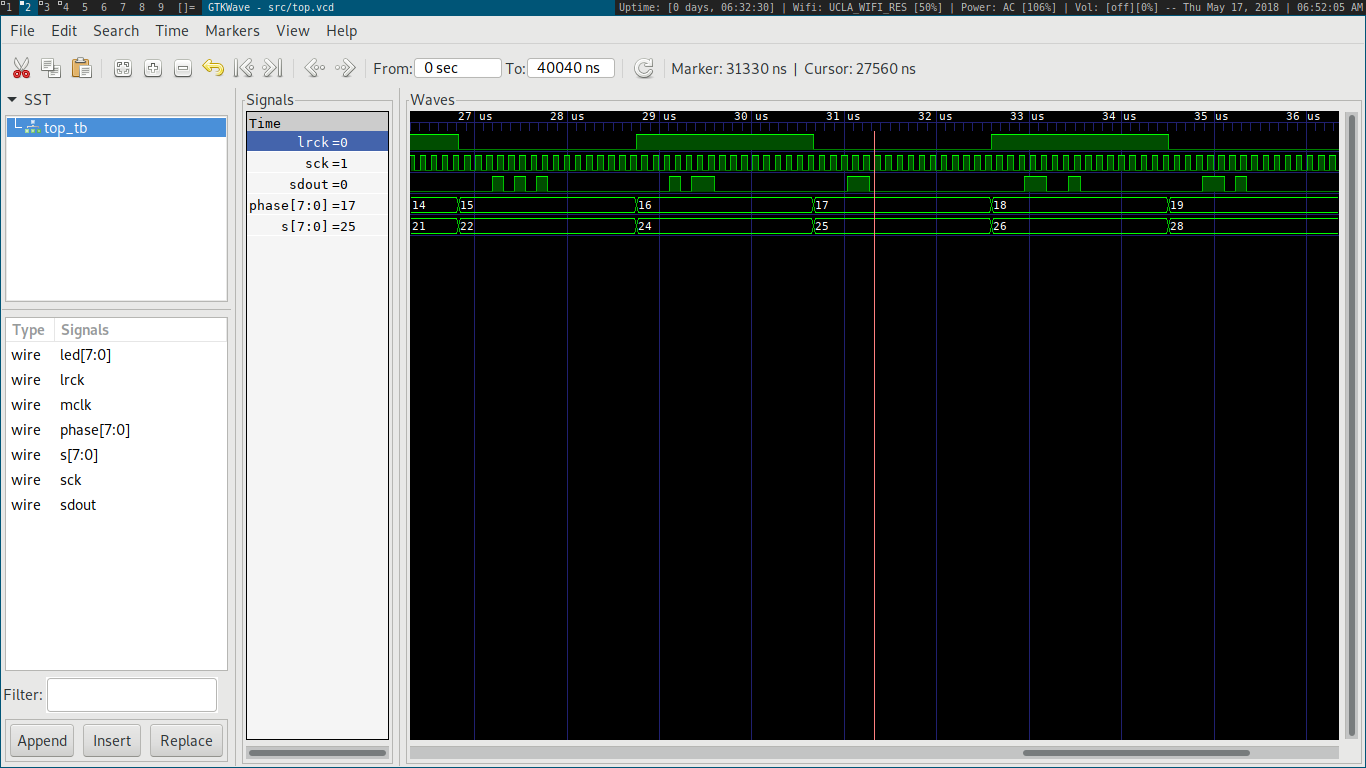 1 2 3 4 5 6 7 8 9 []= GTKWave - src/top.vcd Uptime: [0 days, 06:32:30] | Wifi: UCLA_WIFI_RES [50%] | Power: AC [106%] | Vol: [off][0%] -- Thu May 17, 2018 | 06:52:05 AM
File Edit Search Time Markers View Help
From: 0 sec To: 40040 ns Marker: 31330 ns | Cursor: 27560 ns
SST
top_tb
Type Signals
wire led[7:0]
wire lrck
wire mclk
wire phase[7:0]
wire s[7:0]
wire sck
wire sdout
Filter:
Append Insert Replace
Signals
Time
lrck =0
sck =1
sdout =0
phase[7:0] =17
s[7:0] =25
Waves
27 us 28 us 29 us 30 us 31 us 32 us 33 us 34 us 35 us 36 us
14 15 16 17 18 19
21 22 24 25 26 28